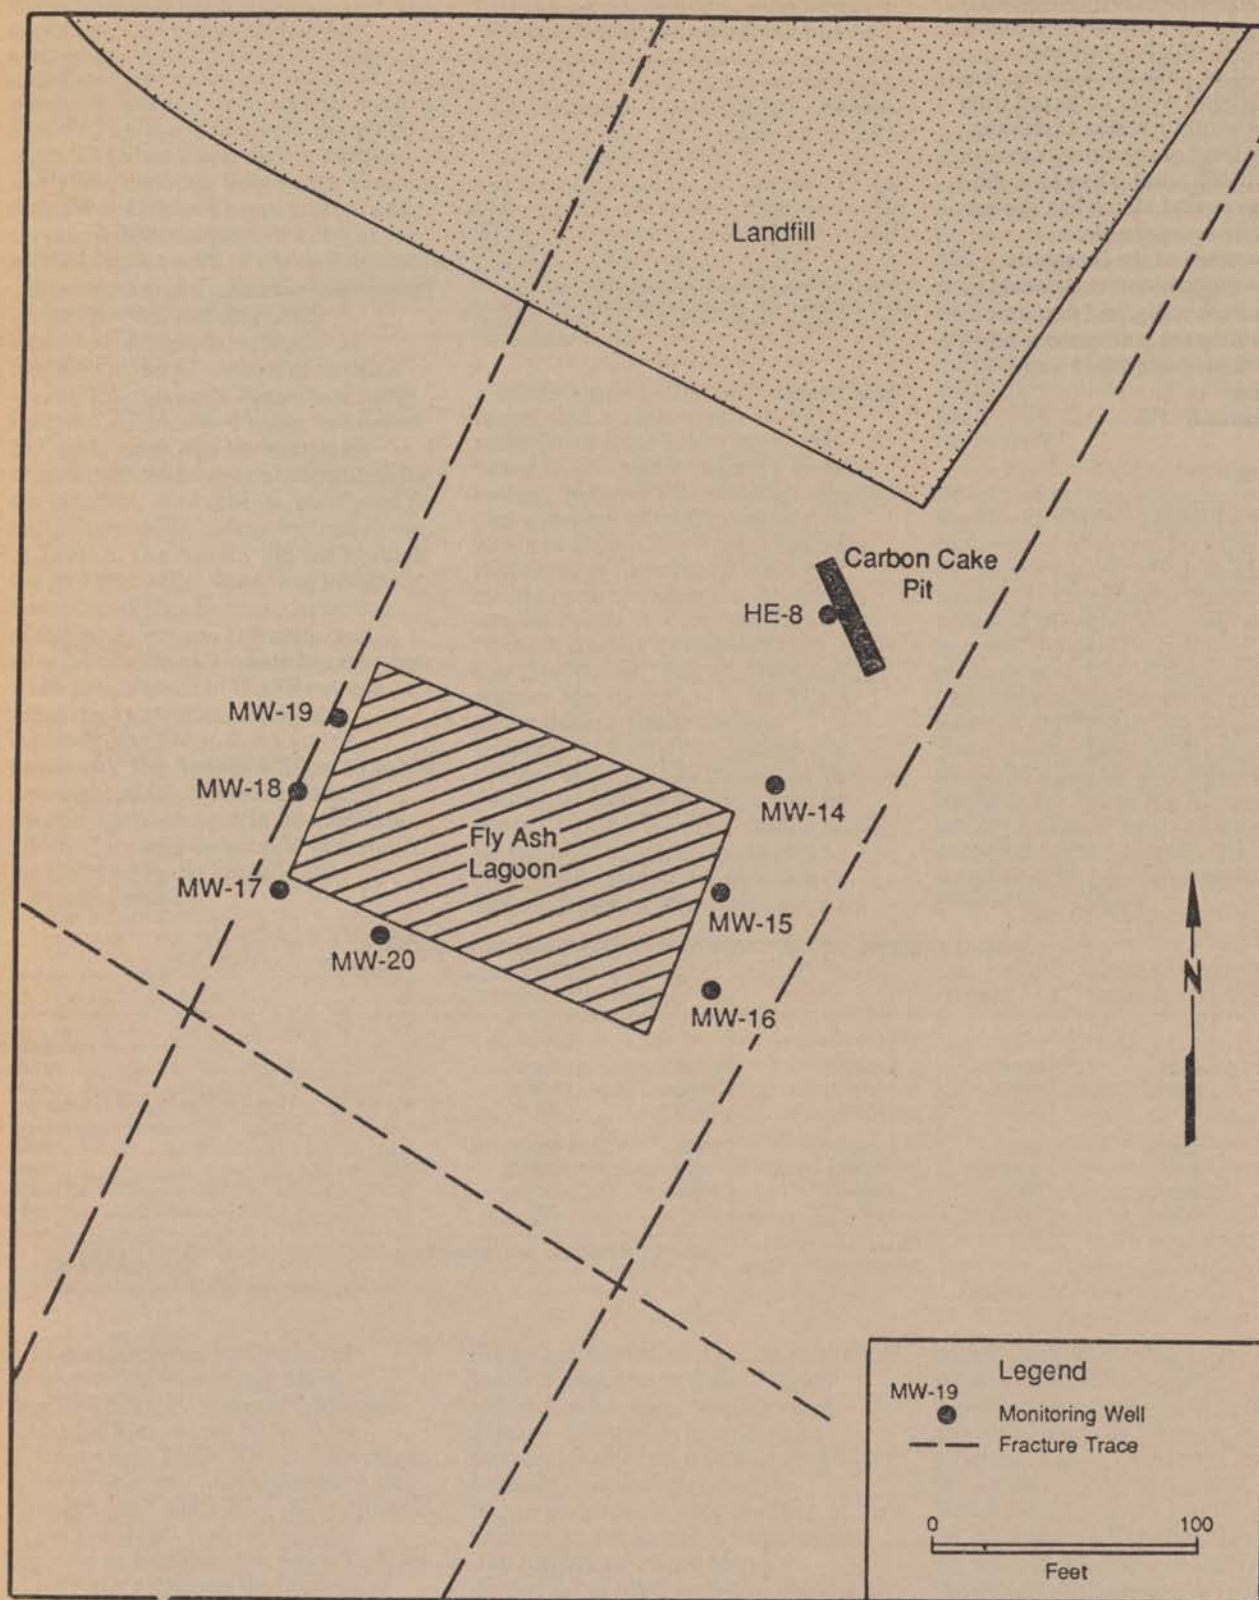 Landfill
Carbon Cake
Pit
HE-8
MW-19
MW-18
MW-14
Fly Ash
Lagoon
MW-17
MW-15
MW-20
MW-16
N
Legend
MW-19
Monitoring Well
Fracture Trace
0 100
Feet